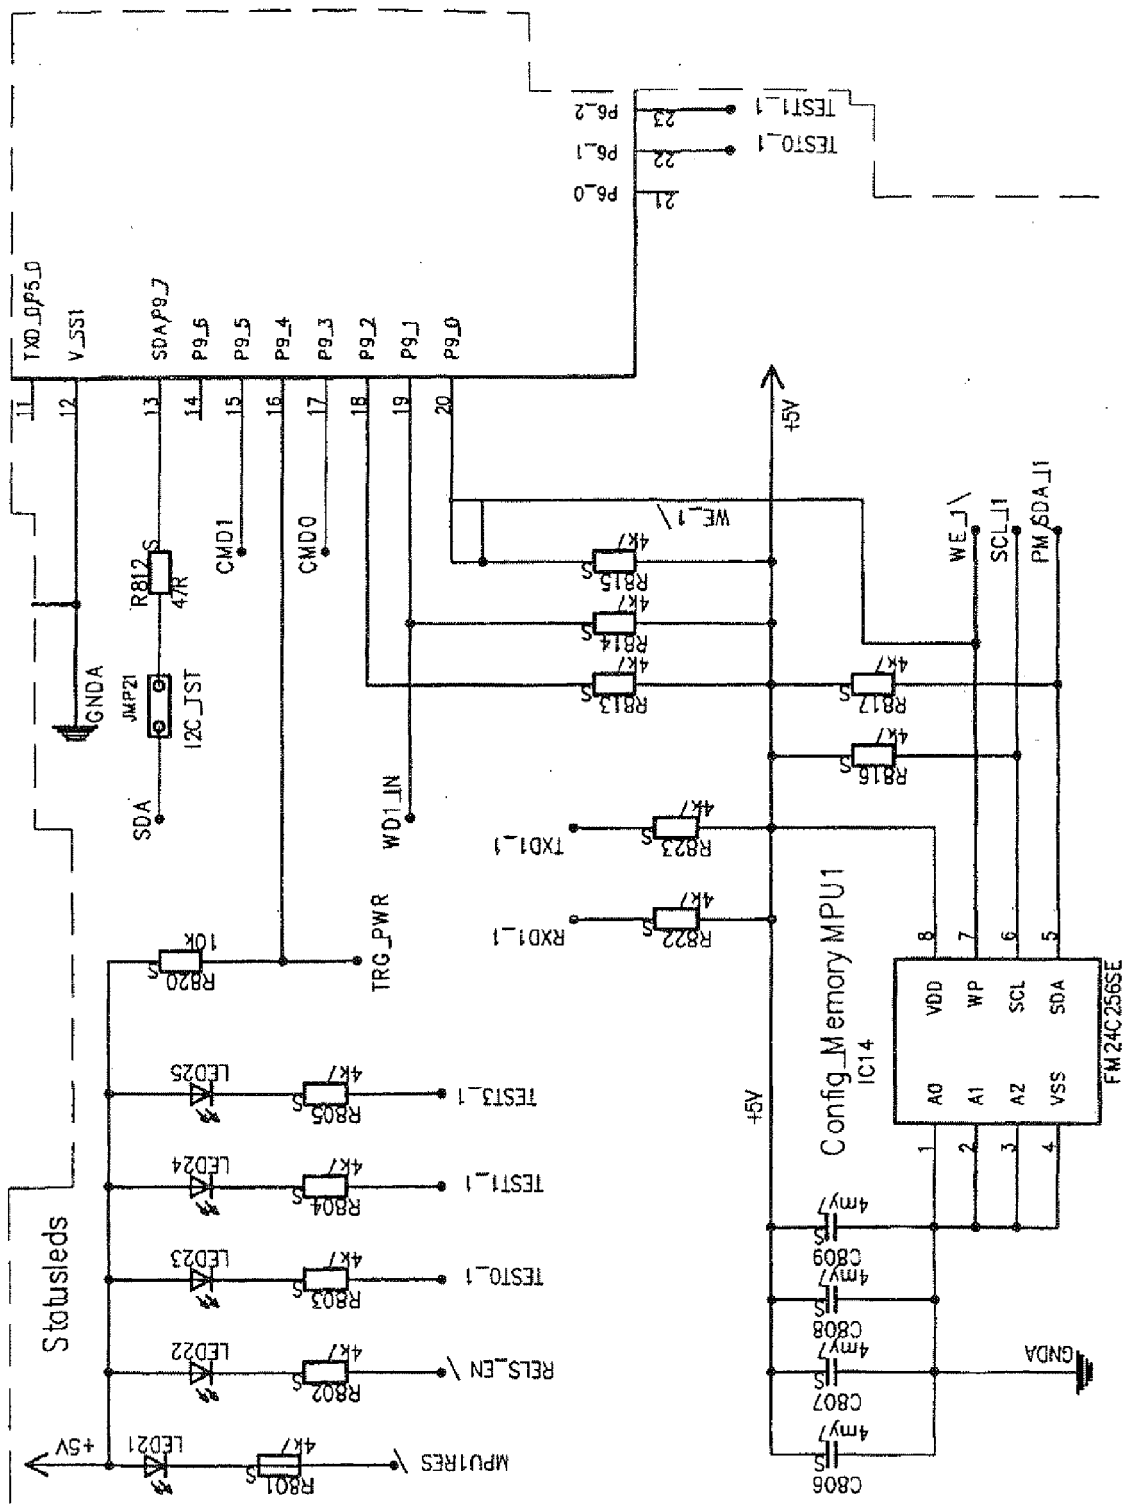 P6_2
23
TEST1_1
P6_1
22
TEST0_1
P6_0
21
TXD_0,P5_0
V_SS1
SDA,P9_7
P9_6
P9_5
P9_4
P9_3
P9_2
P9_1
P9_0
11
12
13
14
15
16
17
18
19
20
+5V
GNDA
R812
S
47R
JMP21
I2C_TST
SDA
CMD1
CMD0
WE_1\
S
R815
4k7
S
R814
4k7
S
R813
4k7
WE_1\
SCL_I1
PM/SDA_I1
S
R817
4k7
S
R816
4k7
WD1_IN
TXD1_1
S
R823
4k7
RXD1_1
S
R822
4k7
S
R820
10k
TRG_PWR
Config_Memory MPU1
IC14
8
7
6
5
VDD
WP
SCL
SDA
A0
A1
A2
VSS
1
2
3
4
FM24C256SE
+5V
Statusleds
LED25
S
R805
4k7
TEST3_1
LED24
S
R804
4k7
TEST1_1
LED23
S
R803
4k7
TEST0_1
LED22
S
R802
4k7
RELS_EN\
+5V
LED21
S
R801
4k7
MPU1RES\
S
C809
4my7
S
C808
4my7
S
C807
4my7
S
C806
4my7
GNDA